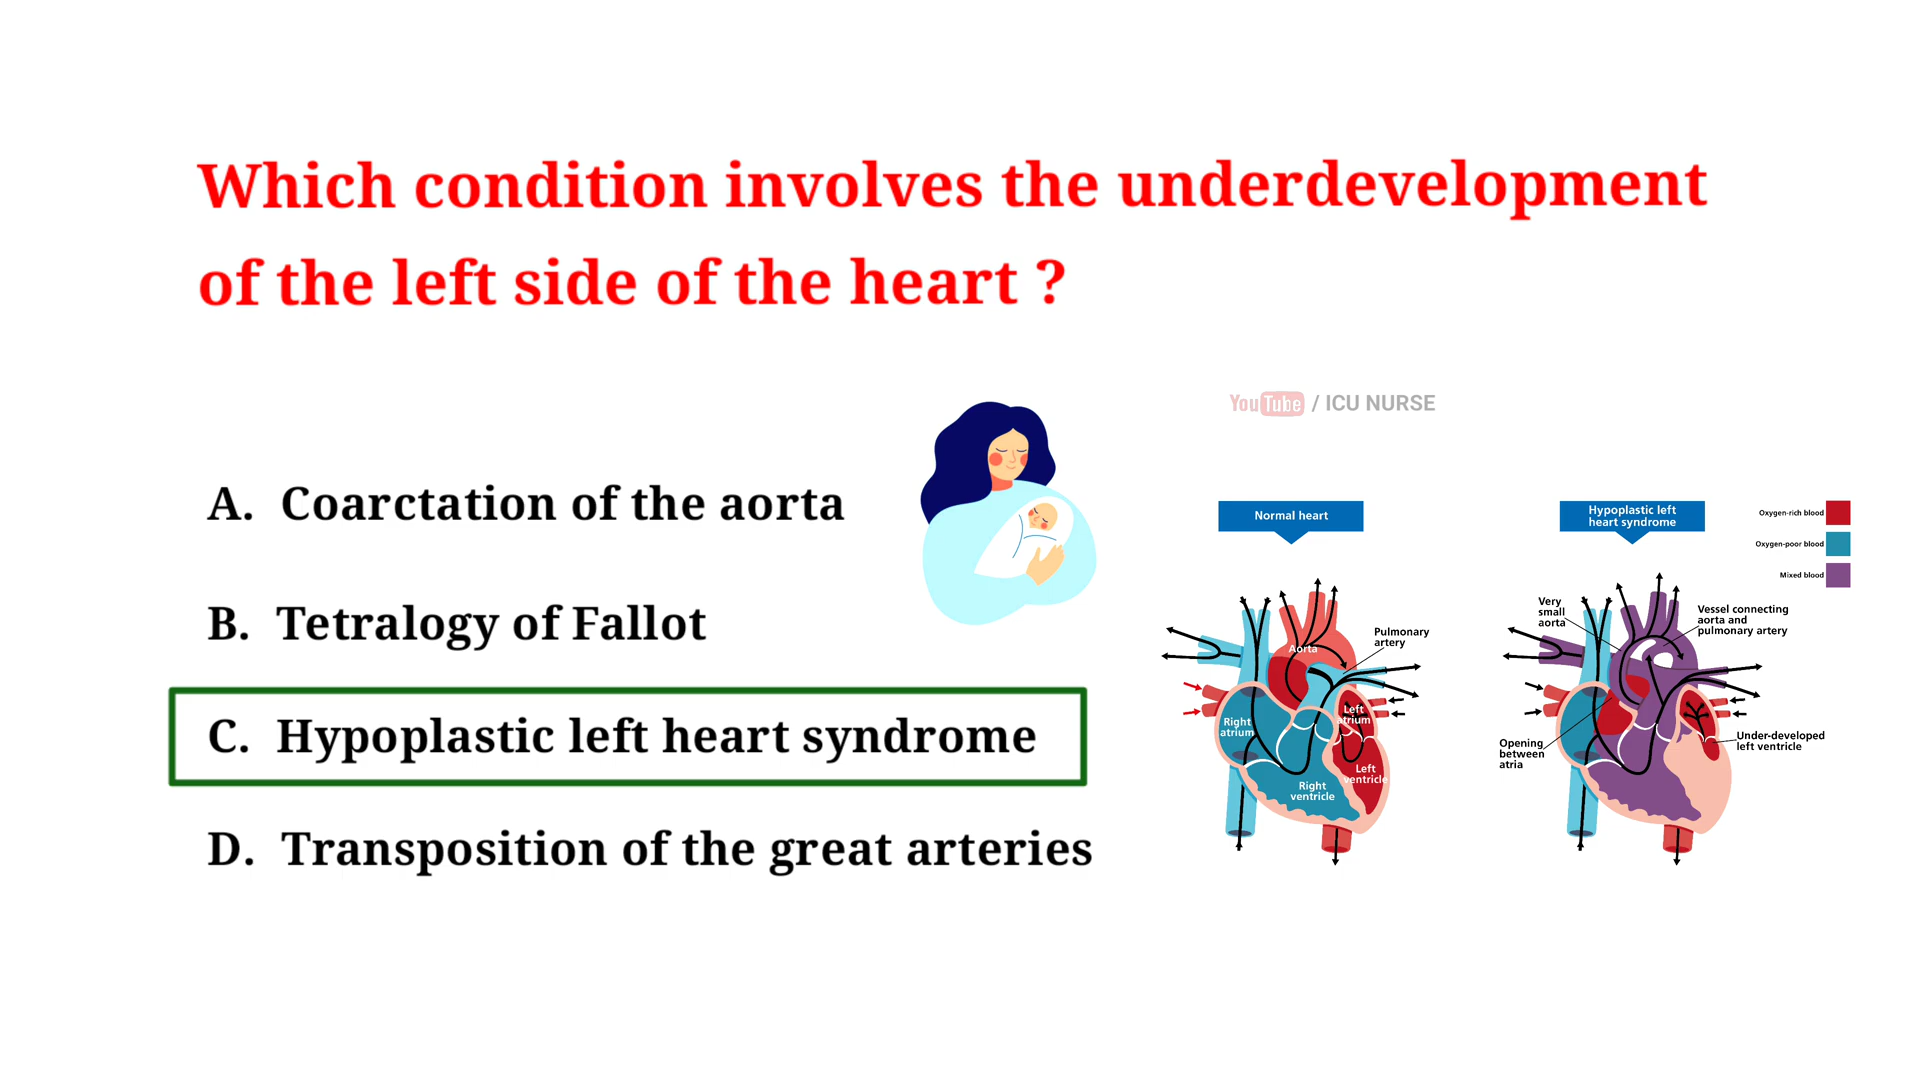 Which condition involves the underdevelopment
of the left side of the heart ?
YouTube / ICU NURSE
A. Coarctation of the aorta
B. Tetralogy of Fallot
C. Hypoplastic left heart syndrome
D. Transposition of the great arteries
Normal heart
Aorta
Pulmonary
artery
Right
atrium
Left
atrium
Left
ventricle
Right
ventricle
Hypoplastic left
heart syndrome
Oxygen-rich blood
Oxygen-poor blood
Mixed blood
Very
small
aorta
Vessel connecting
aorta and
pulmonary artery
Opening
between
atria
Under-developed
left ventricle